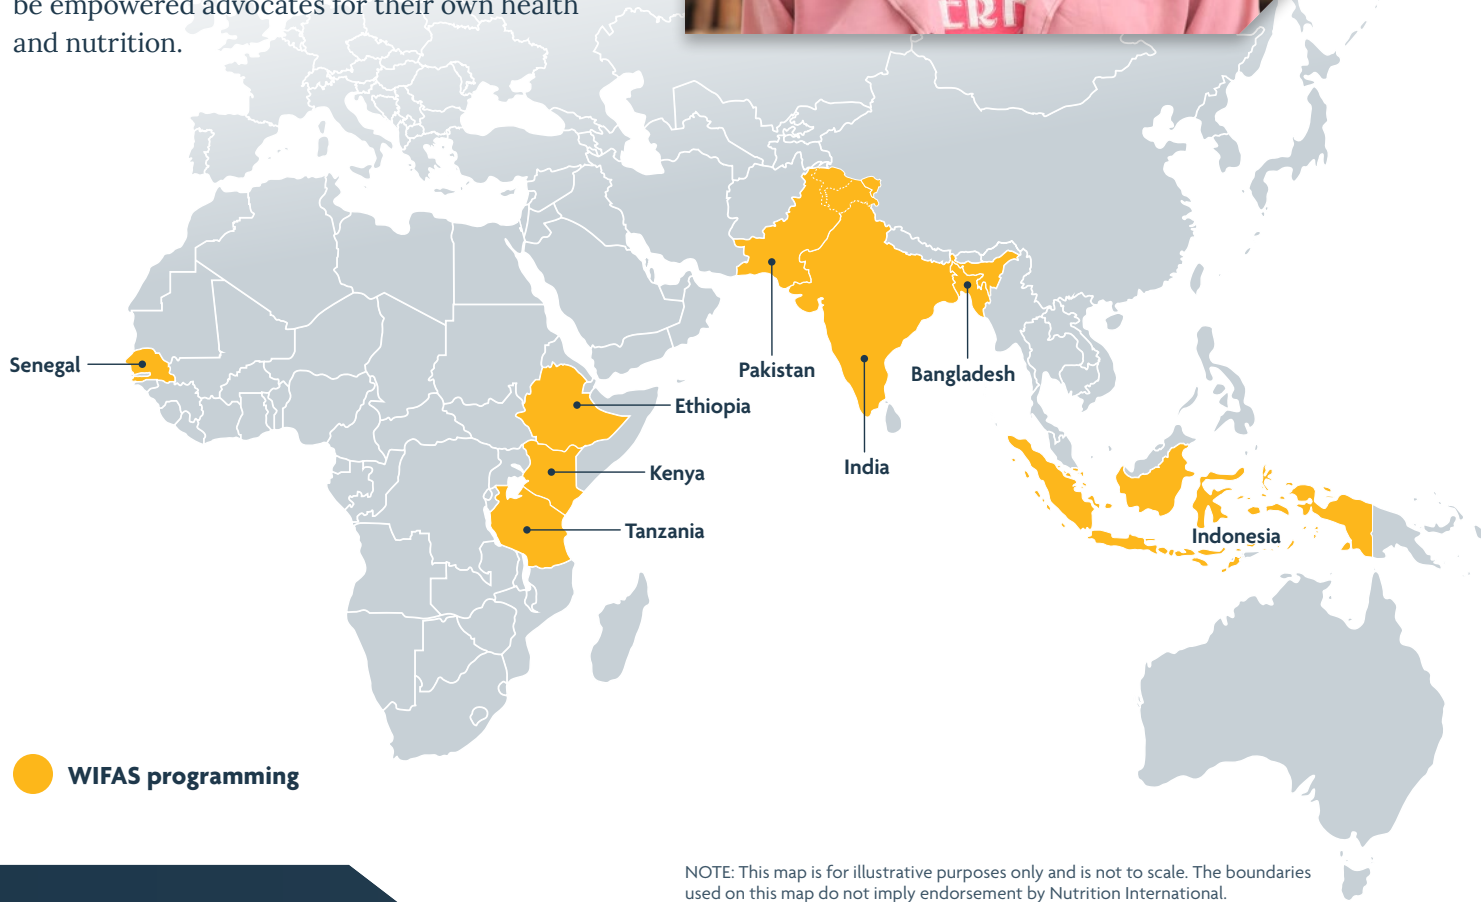 be empowered advocates for their own health
and nutrition.
Senegal
Pakistan
Bangladesh
Ethiopia
India
Kenya
Tanzania
Indonesia
WIFAS programming
NOTE: This map is for illustrative purposes only and is not to scale. The boundaries
used on this map do not imply endorsement by Nutrition International.